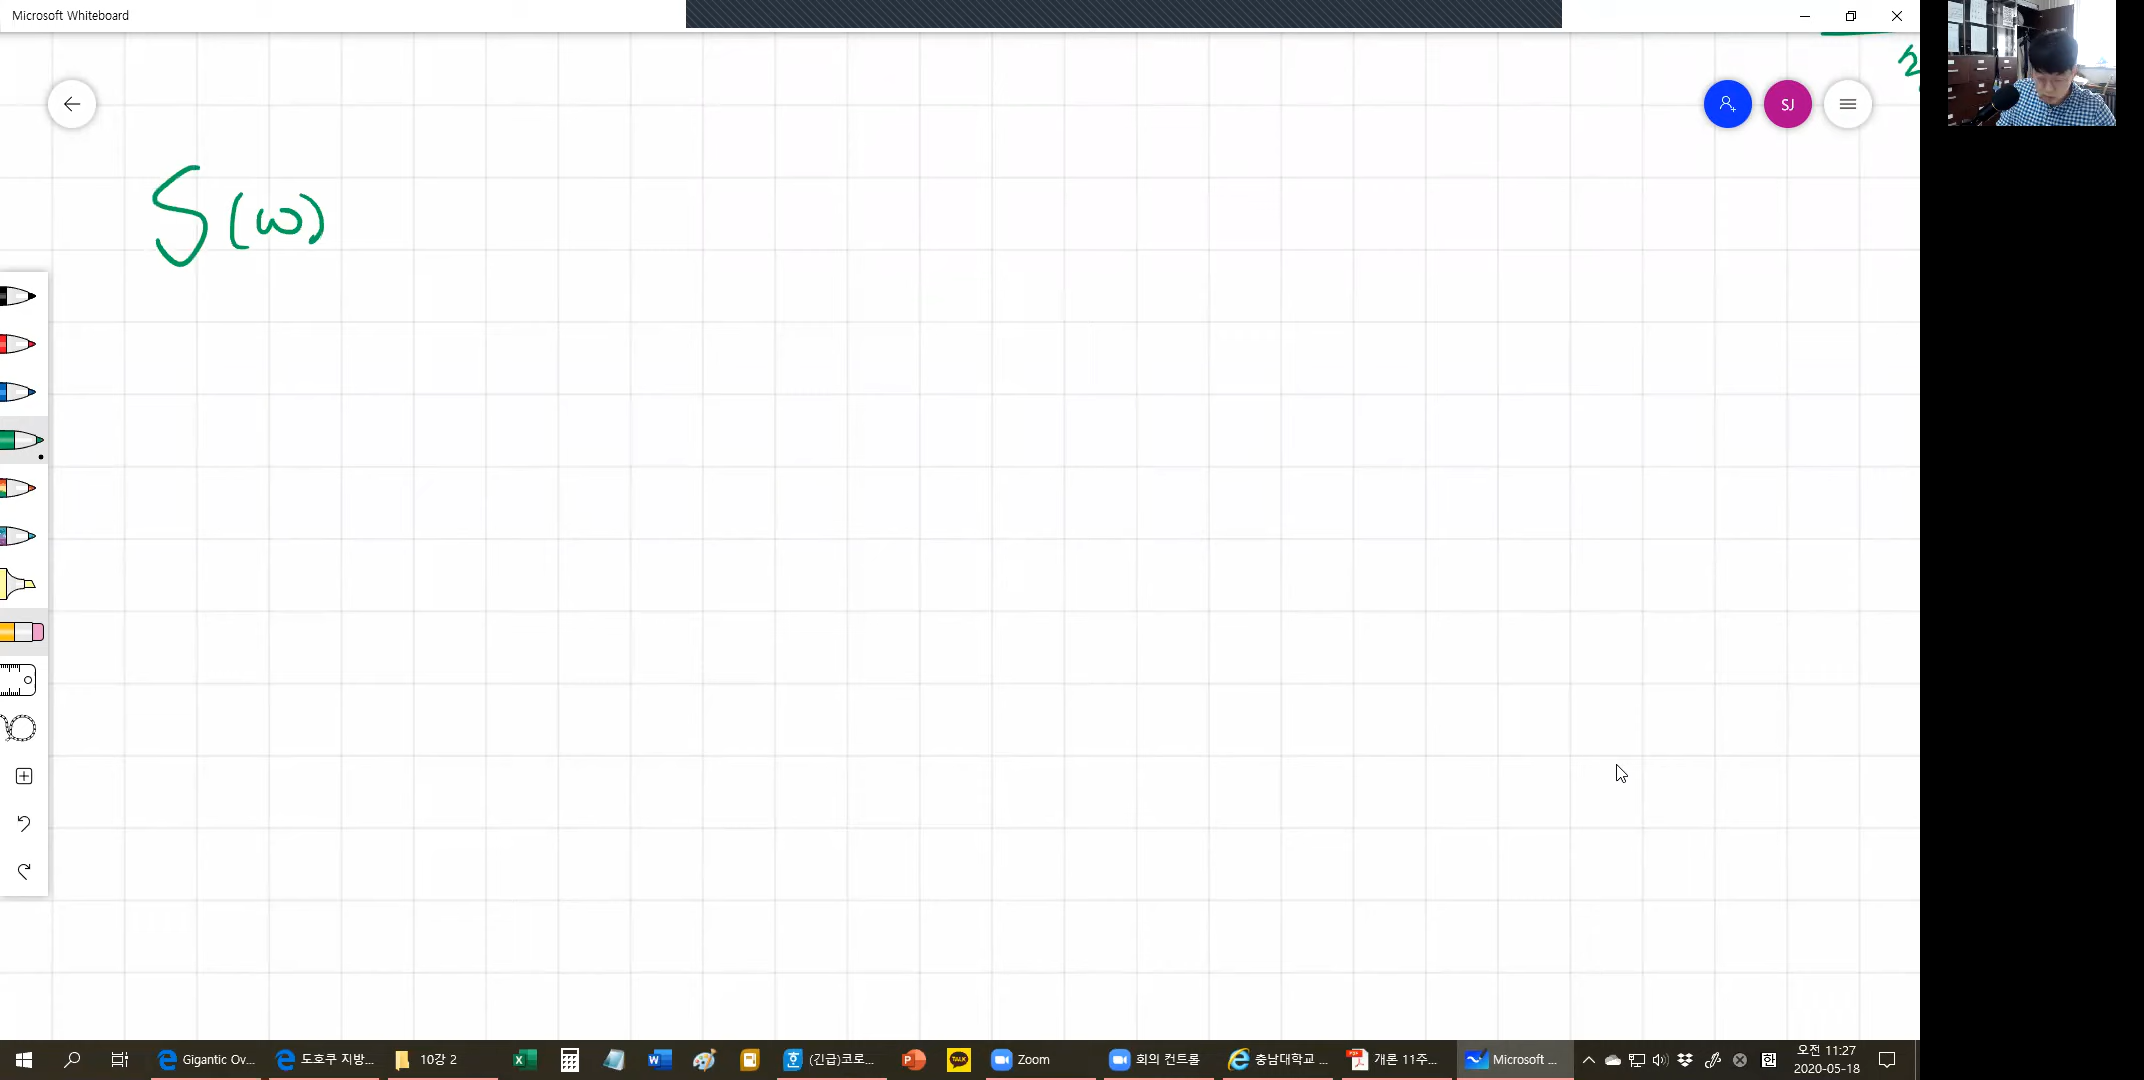 Microsoft Whiteboard
SJ
S(ω)
Gigantic Ov...
도호쿠 지방...
10강 2
(긴급)코로...
TALK
Zoom
회의 컨트롤
충남대학교 ...
개론 11주...
Microsoft ...
오전 11:27
2020-05-18